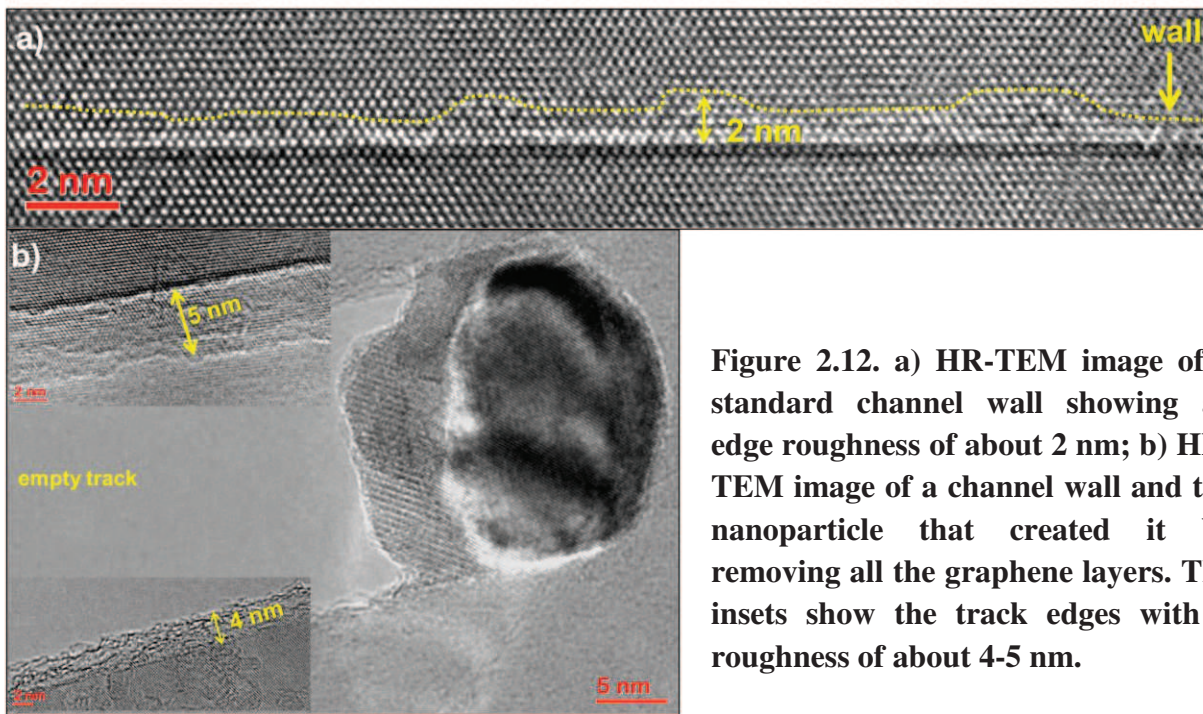 a)
wall
2 nm
2 nm
b)
5 nm
2 nm
empty track
4 nm
5 nm
Figure 2.12. a) HR-TEM image of
standard channel wall showing
edge roughness of about 2 nm; b)
TEM image of a channel wall and
nanoparticle that created it
removing all the graphene layers.
insets show the track edges with
roughness of about 4-5 nm.